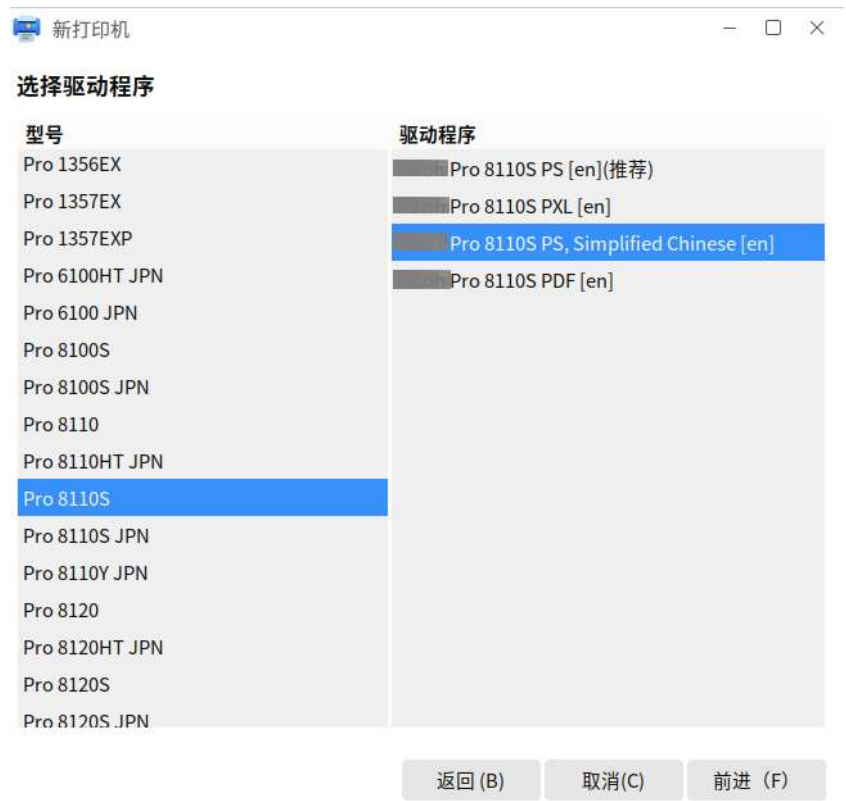 新打印机
选择驱动程序
型号
Pro 1356EX
Pro 1357EX
Pro 1357EXP
Pro 6100HT JPN
Pro 6100 JPN
Pro 8100S
Pro 8100S JPN
Pro 8110
Pro 8110HT JPN
Pro 8110S
Pro 8110S JPN
Pro 8110Y JPN
Pro 8120
Pro 8120HT JPN
Pro 8120S
Pro 8120S JPN
驱动程序
Pro 8110S PS [en](推荐)
Pro 8110S PXL [en]
Pro 8110S PS, Simplified Chinese [en]
Pro 8110S PDF [en]
返回 (B)
取消(C)
前进（F）